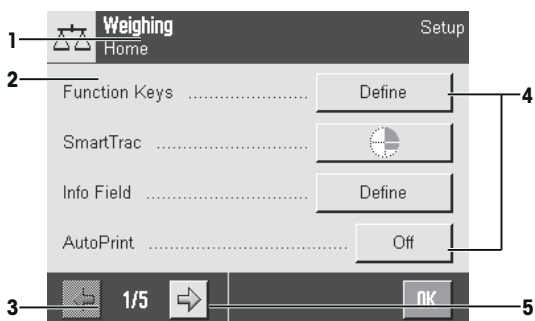 Weighing
Setup
1
Home
2
Function Keys ........................ Define
4
SmartTrac ..............................
Info Field ................................ Define
AutoPrint ...................................... Off
3
1/5
OK
5